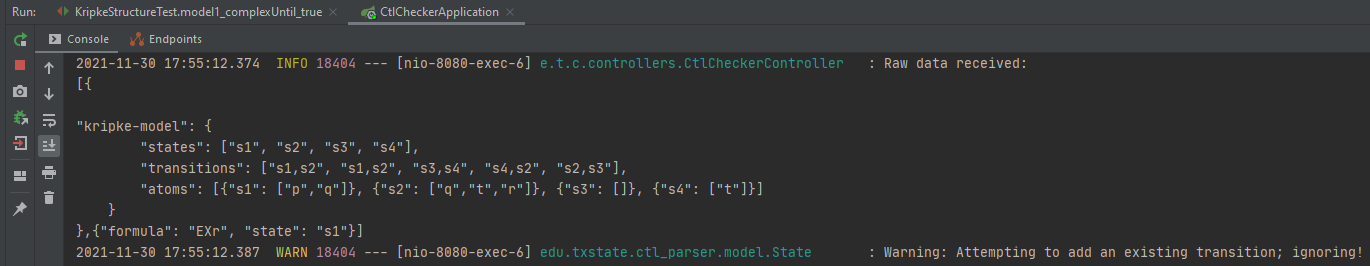 Run: KripkeStructureTest.model1_complexUntil_true × CtlCheckerApplication ×
Console Endpoints
2021-11-30 17:55:12.374  INFO 18404 --- [nio-8080-exec-6] e.t.c.controllers.CtlCheckerController   : Raw data received:
[{
"kripke-model": {
        "states": ["s1", "s2", "s3", "s4"],
        "transitions": ["s1,s2", "s1,s2", "s3,s4", "s4,s2", "s2,s3"],
        "atoms": [{"s1": ["p","q"]}, {"s2": ["q","t","r"]}, {"s3": []}, {"s4": ["t"]}]
    }
},{"formula": "EXr", "state": "s1"}]
2021-11-30 17:55:12.387  WARN 18404 --- [nio-8080-exec-6] edu.txstate.ctl_parser.model.State       : Warning: Attempting to add an existing transition; ignoring!